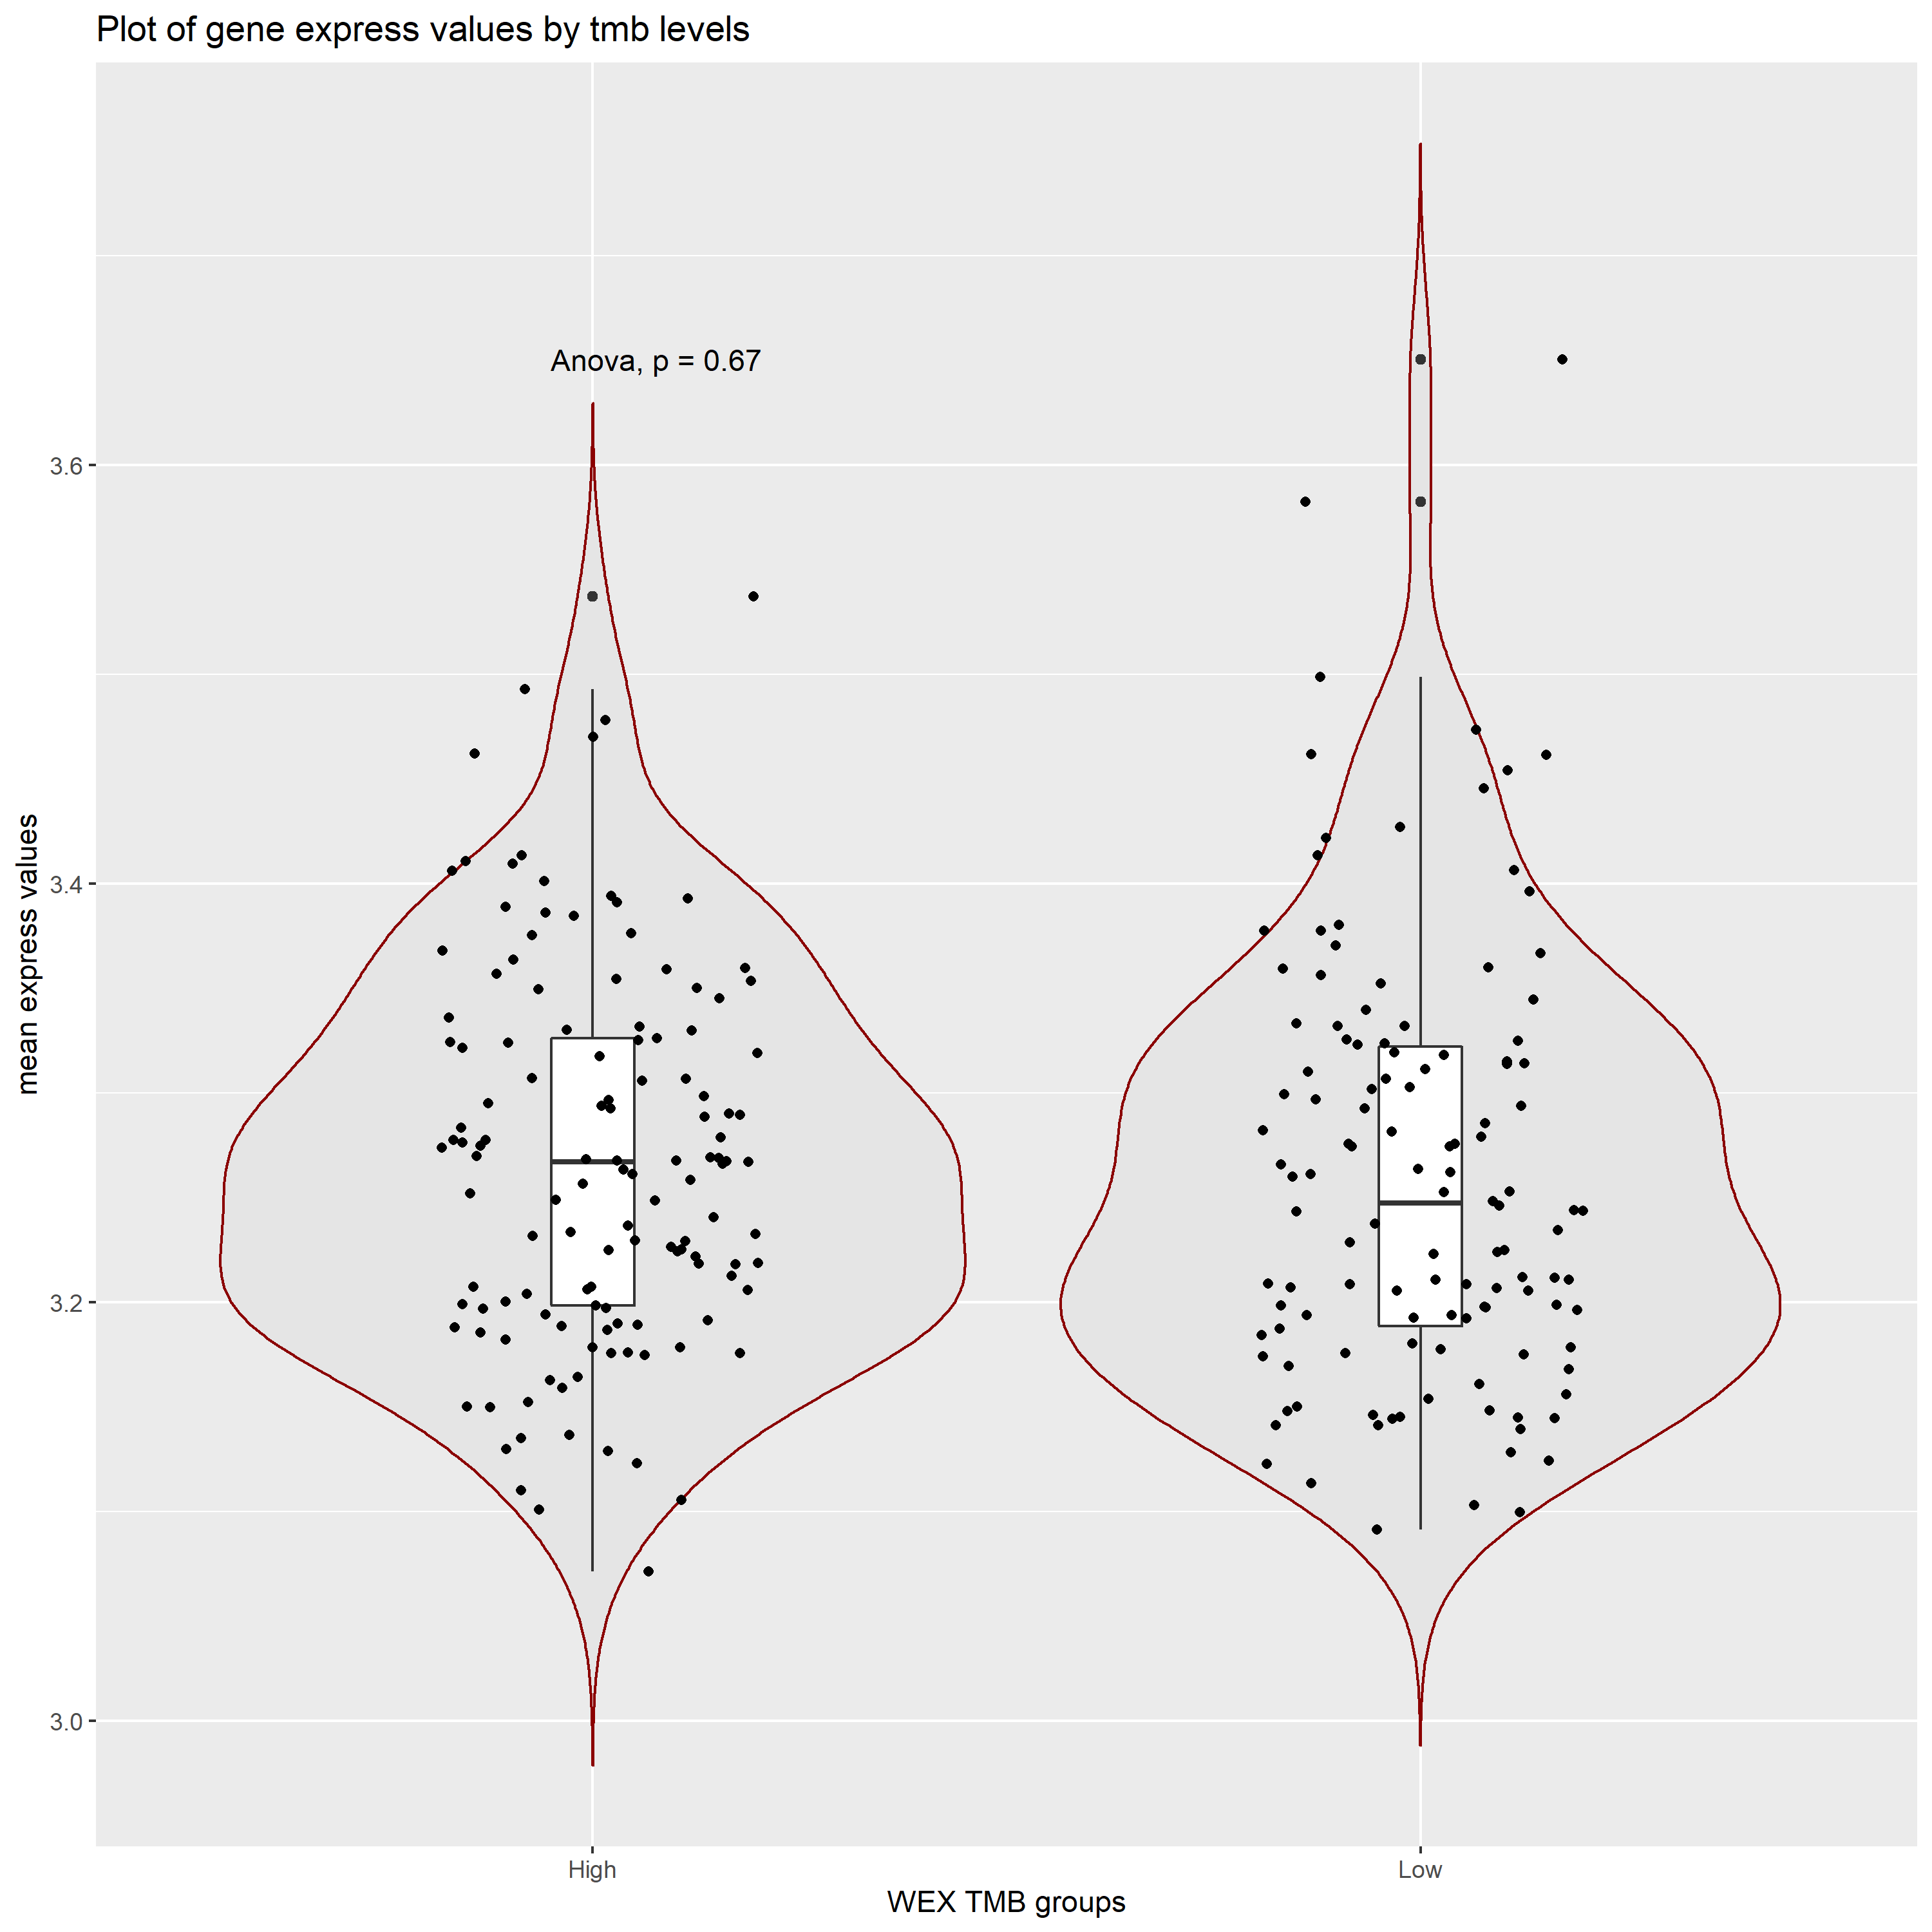 Plot of gene express values by tmb levels
Anova, p = 0.67
mean express values
3.6
3.4
3.2
3.0
High
Low
WEX TMB groups